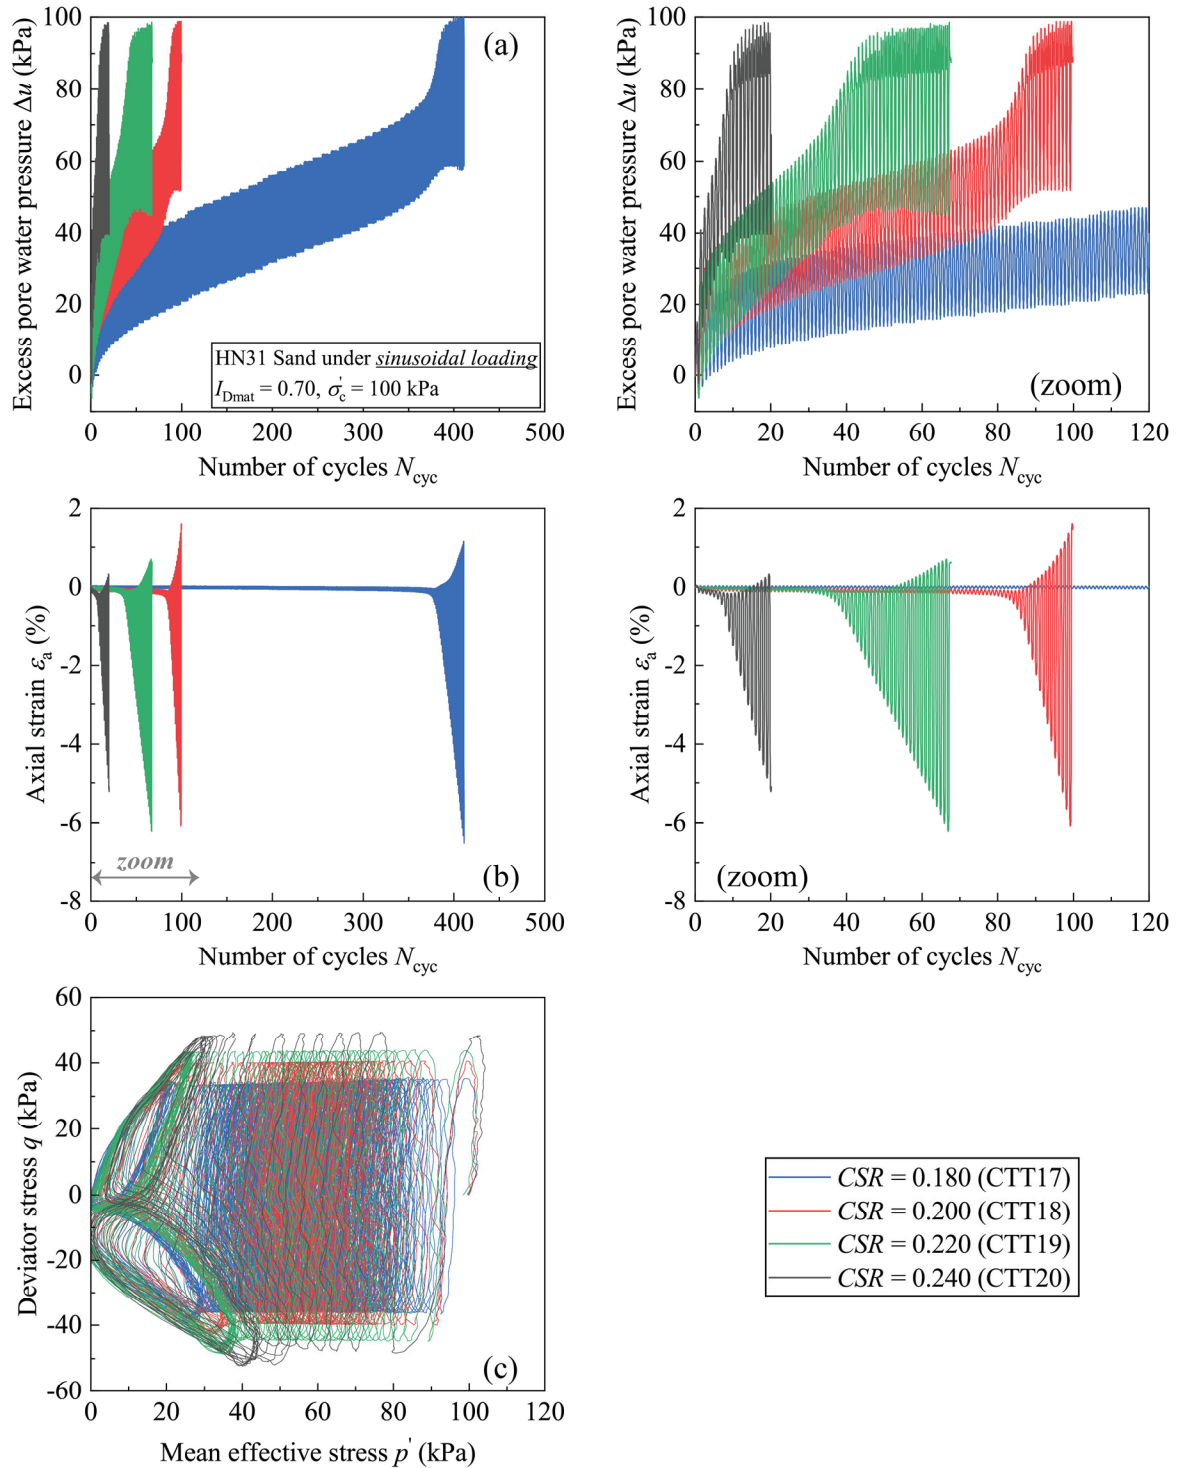 Excess pore water pressure Δu (kPa)
100
80
60
40
20
0
(a)
HN31 Sand under sinusoidal loading
I_Dmat = 0.70, σ'_c = 100 kPa
0 100 200 300 400 500
Number of cycles N_cyc
Excess pore water pressure Δu (kPa)
100
80
60
40
20
0
(zoom)
0 20 40 60 80 100 120
Number of cycles N_cyc
Axial strain ε_a (%)
2
0
-2
-4
-6
-8
zoom
(b)
0 100 200 300 400 500
Number of cycles N_cyc
Axial strain ε_a (%)
2
0
-2
-4
-6
-8
(zoom)
0 20 40 60 80 100 120
Number of cycles N_cyc
Deviator stress q (kPa)
60
40
20
0
-20
-40
-60
(c)
0 20 40 60 80 100 120
Mean effective stress p' (kPa)
CSR = 0.180 (CTT17)
CSR = 0.200 (CTT18)
CSR = 0.220 (CTT19)
CSR = 0.240 (CTT20)